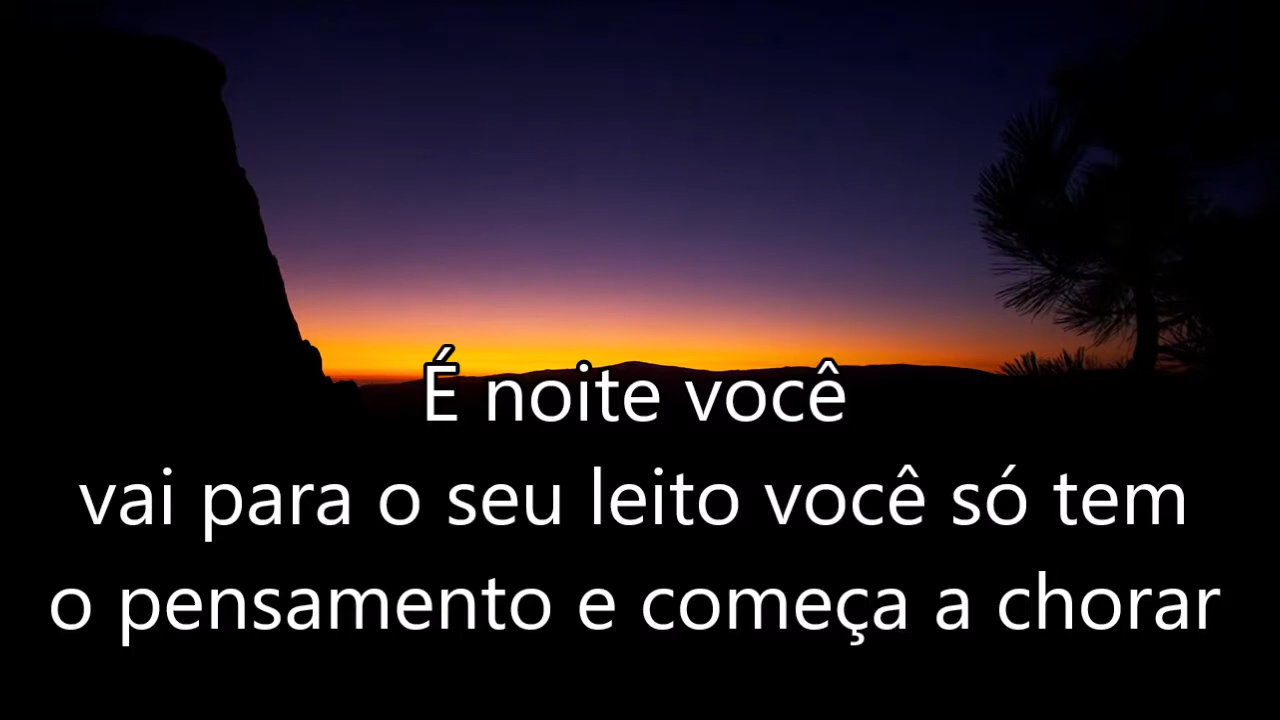 É noite você
vai para o seu leito você só tem
o pensamento e começa a chorar